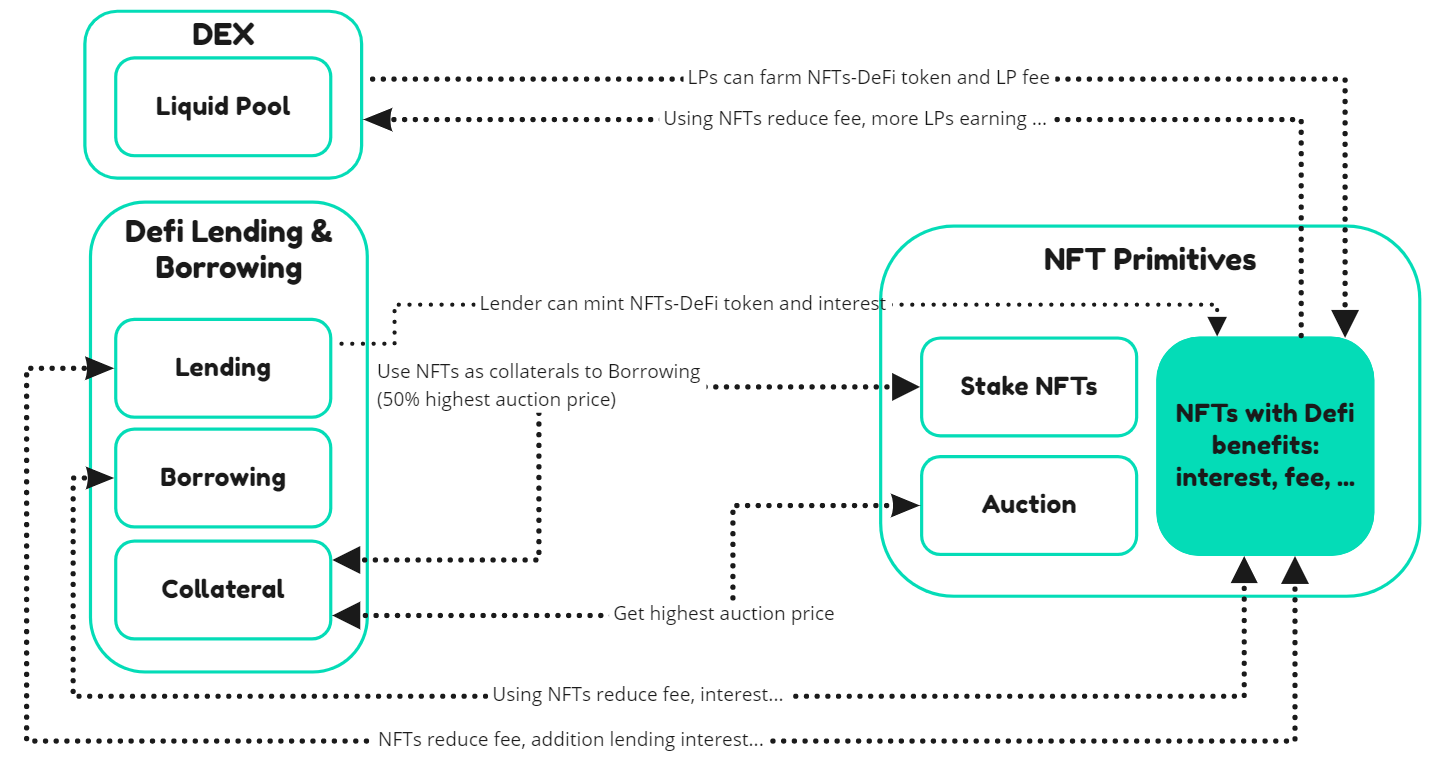 DEX
Liquid Pool
LPs can farm NFTs-DeFi token and LP fee
Using NFTs reduce fee, more LPs earning ...
Defi Lending &
Borrowing
Lending
Borrowing
Collateral
Lender can mint NFTs-DeFi token and interest
Use NFTs as collaterals to Borrowing
(50% highest auction price)
Get highest auction price
NFT Primitives
Stake NFTs
Auction
NFTs with Defi
benefits:
interest, fee, ...
Using NFTs reduce fee, interest...
NFTs reduce fee, addition lending interest...